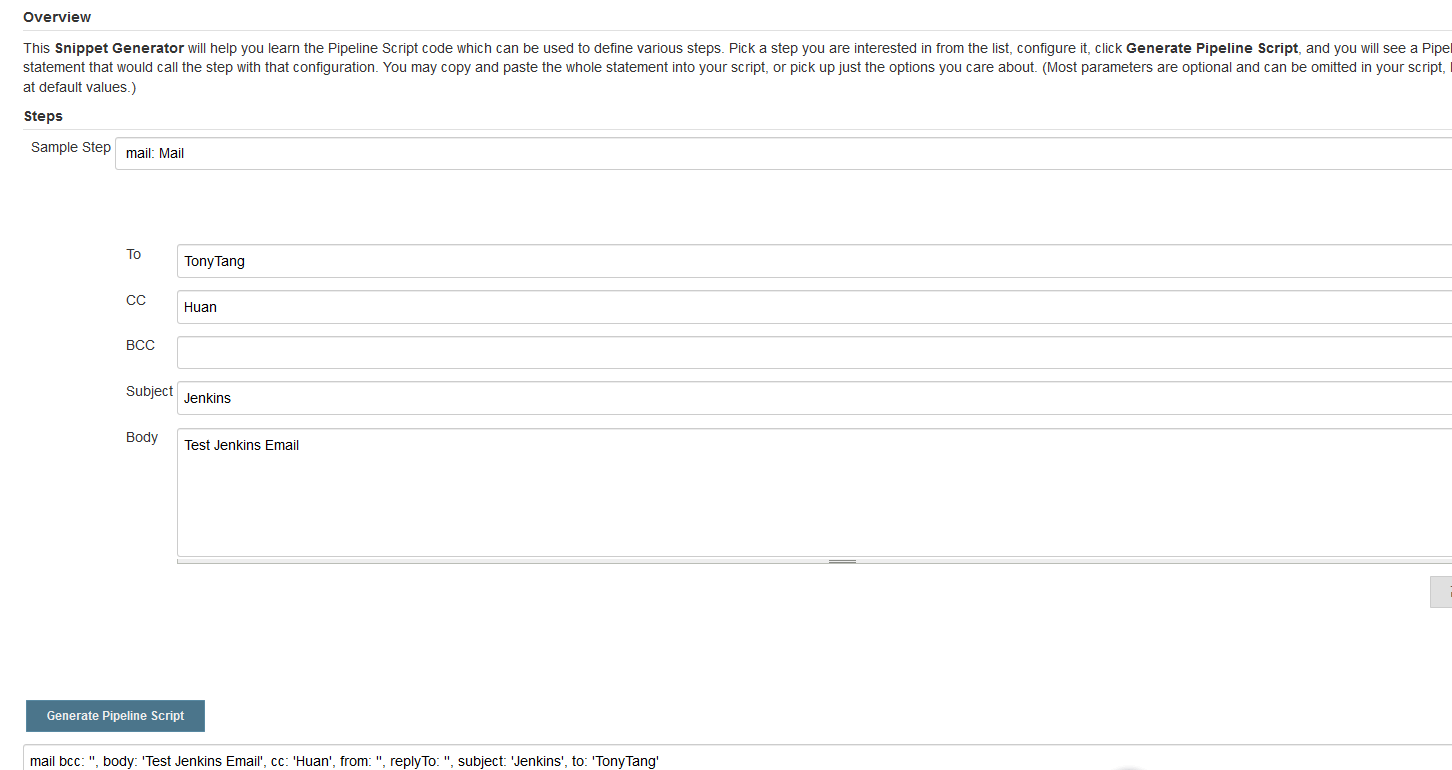 Overview
This Snippet Generator will help you learn the Pipeline Script code which can be used to define various steps. Pick a step you are interested in from the list, configure it, click Generate Pipeline Script, and you will see a
statement that would call the step with that configuration. You may copy and paste the whole statement into your script, or pick up just the options you care about. (Most parameters are optional and can be omitted in your script,
at default values.)
Steps
Sample Step mail: Mail
To TonyTang
CC Huan
BCC
Subject Jenkins
Body Test Jenkins Email
Generate Pipeline Script
mail bcc: '', body: 'Test Jenkins Email', cc: 'Huan', from: '', replyTo: '', subject: 'Jenkins', to: 'TonyTang'